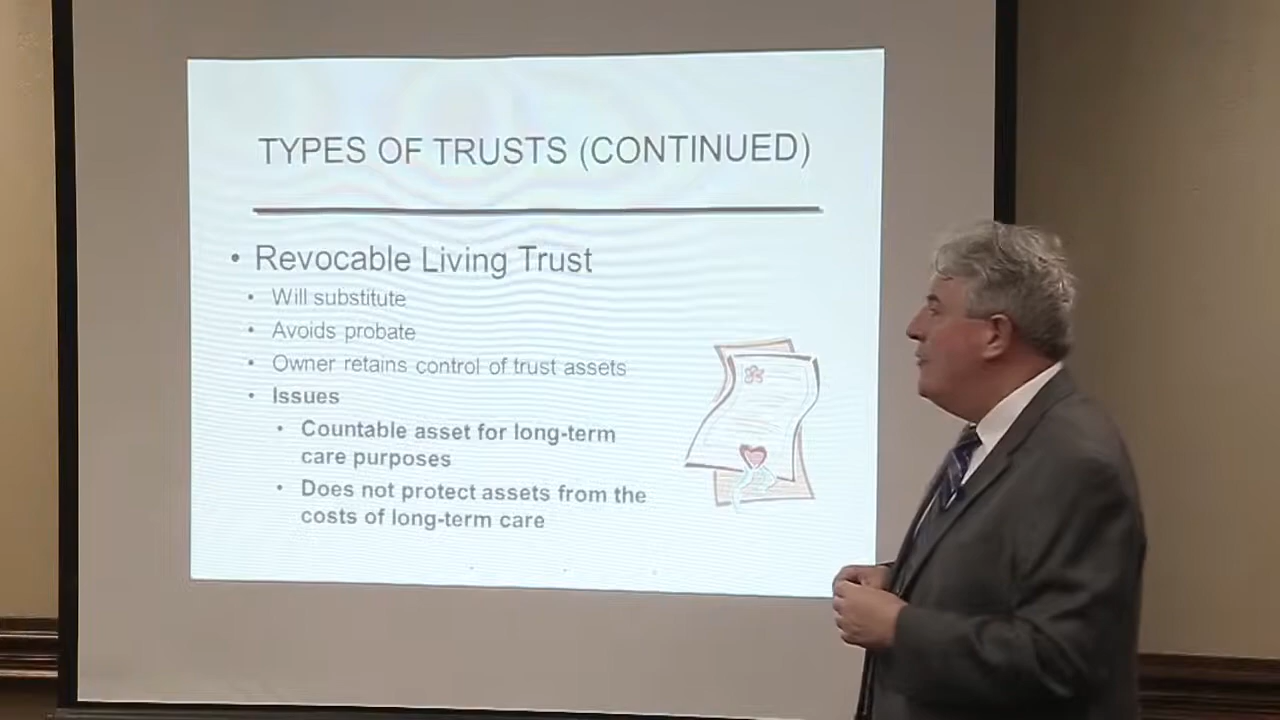 TYPES OF TRUSTS (CONTINUED)
• Revocable Living Trust
• Will substitute
• Avoids probate
• Owner retains control of trust assets
• Issues
• Countable asset for long-term
care purposes
• Does not protect assets from the
costs of long-term care